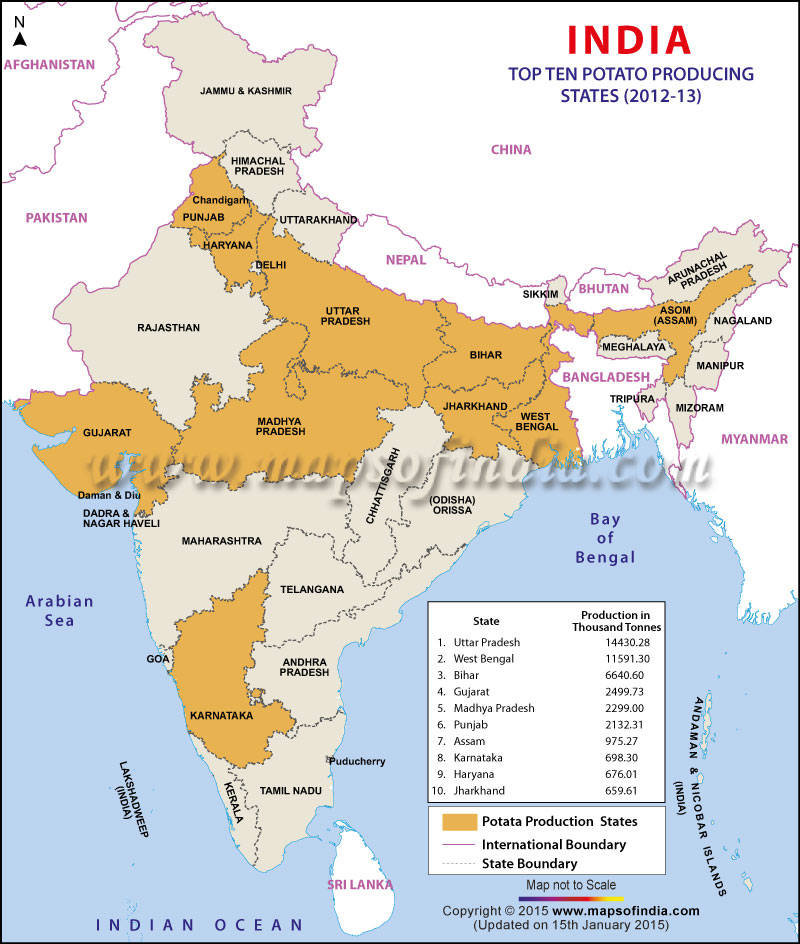 INDIA
TOP TEN POTATO PRODUCING
STATES (2012-13)
N
AFGHANISTAN
JAMMU & KASHMIR
CHINA
HIMACHAL
PRADESH
Chandigarh
PUNJAB
PAKISTAN
UTTARAKHAND
HARYANA
DELHI
NEPAL
ARUNACHAL
PRADESH
SIKKIM
BHUTAN
RAJASTHAN
UTTAR
PRADESH
ASOM
(ASSAM)
NAGALAND
MEGHALAYA
BIHAR
MANIPUR
BANGLADESH
TRIPURA
MIZORAM
JHARKHAND
WEST
BENGAL
GUJARAT
MADHYA
PRADESH
MYANMAR
www.mapsofindia.com
CHHATTISGARH
Daman & Diu
DADRA &
NAGAR HAVELI
(ODISHA)
ORISSA
MAHARASHTRA
Bay
of
Bengal
TELANGANA
Arabian
Sea
GOA
ANDHRA
PRADESH
KARNATAKA
Puducherry
LAKSHADWEEP
(INDIA)
KERALA
TAMIL NADU
ANDAMAN & NICOBAR ISLANDS
(INDIA)
SRI LANKA
INDIAN OCEAN
State Production in
Thousand Tonnes
1. Uttar Pradesh 14430.28
2. West Bengal 11591.30
3. Bihar 6640.60
4. Gujarat 2499.73
5. Madhya Pradesh 2299.00
6. Punjab 2132.31
7. Assam 975.27
8. Karnataka 698.30
9. Haryana 676.01
10. Jharkhand 659.61
Potata Production States
International Boundary
State Boundary
Map not to Scale
Copyright © 2015 www.mapsofindia.com
(Updated on 15th January 2015)